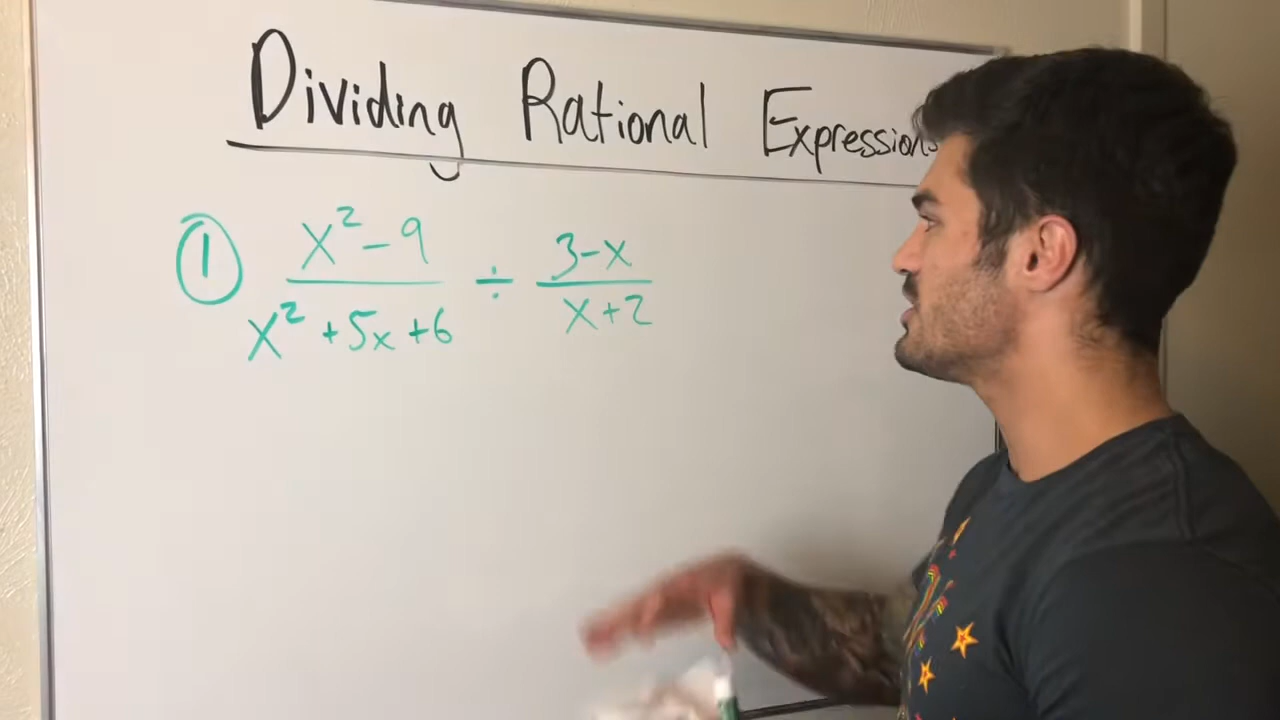 Dividing Rational Expressions
① x² - 9 ÷ 3-x
x² + 5x + 6 x+2